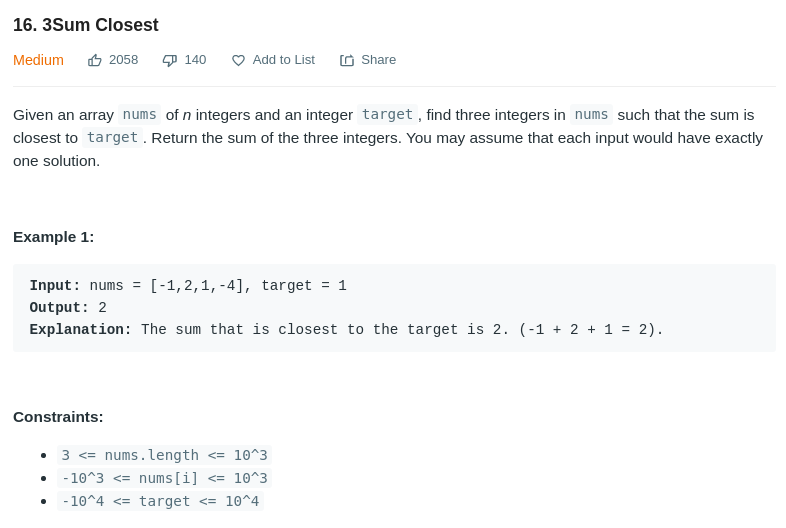 16. 3Sum Closest
Medium 2058 140 Add to List Share
Given an array nums of n integers and an integer target, find three integers in nums such that the sum is
closest to target. Return the sum of the three integers. You may assume that each input would have exactly
one solution.
Example 1:
Input: nums = [-1,2,1,-4], target = 1
Output: 2
Explanation: The sum that is closest to the target is 2. (-1 + 2 + 1 = 2).
Constraints:
3 <= nums.length <= 10^3
-10^3 <= nums[i] <= 10^3
-10^4 <= target <= 10^4